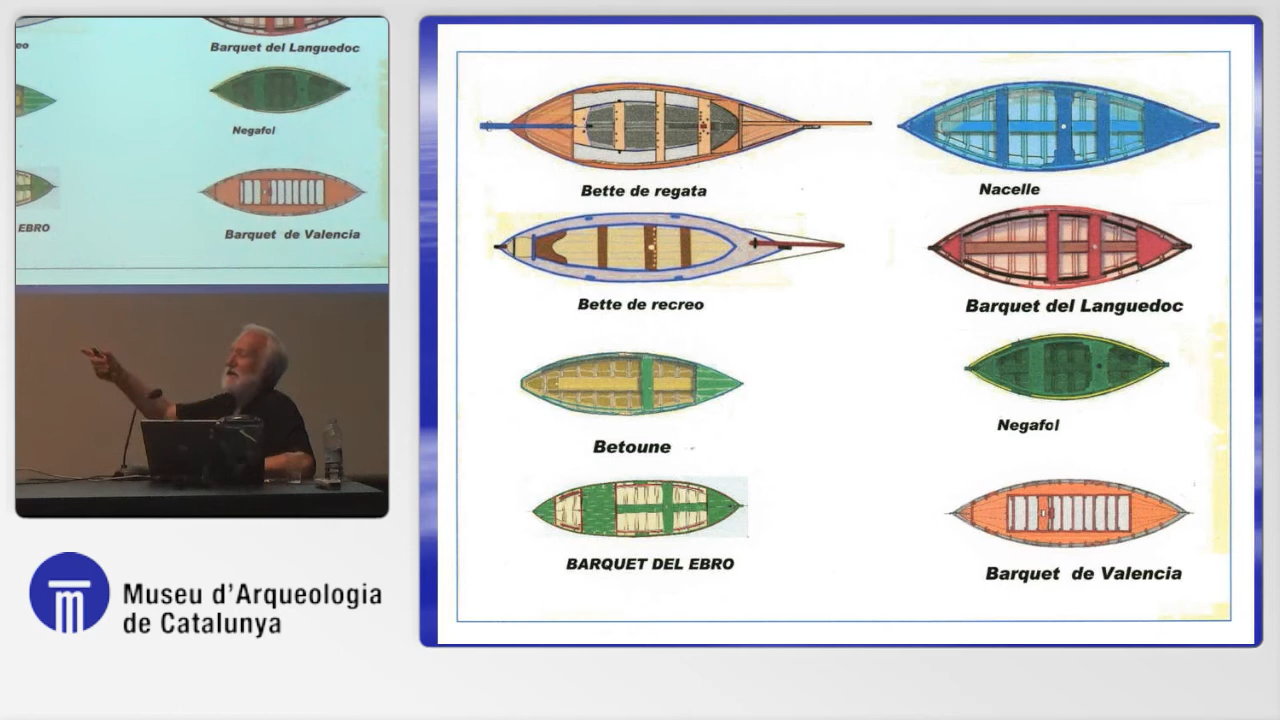 eo
Barquet del Languedoc
Negafol
EBRO
Barquet de Valencia
Museu d'Arqueologia
de Catalunya
Bette de regata
Nacelle
Bette de recreo
Barquet del Languedoc
Betoune
Negafol
BARQUET DEL EBRO
Barquet de Valencia